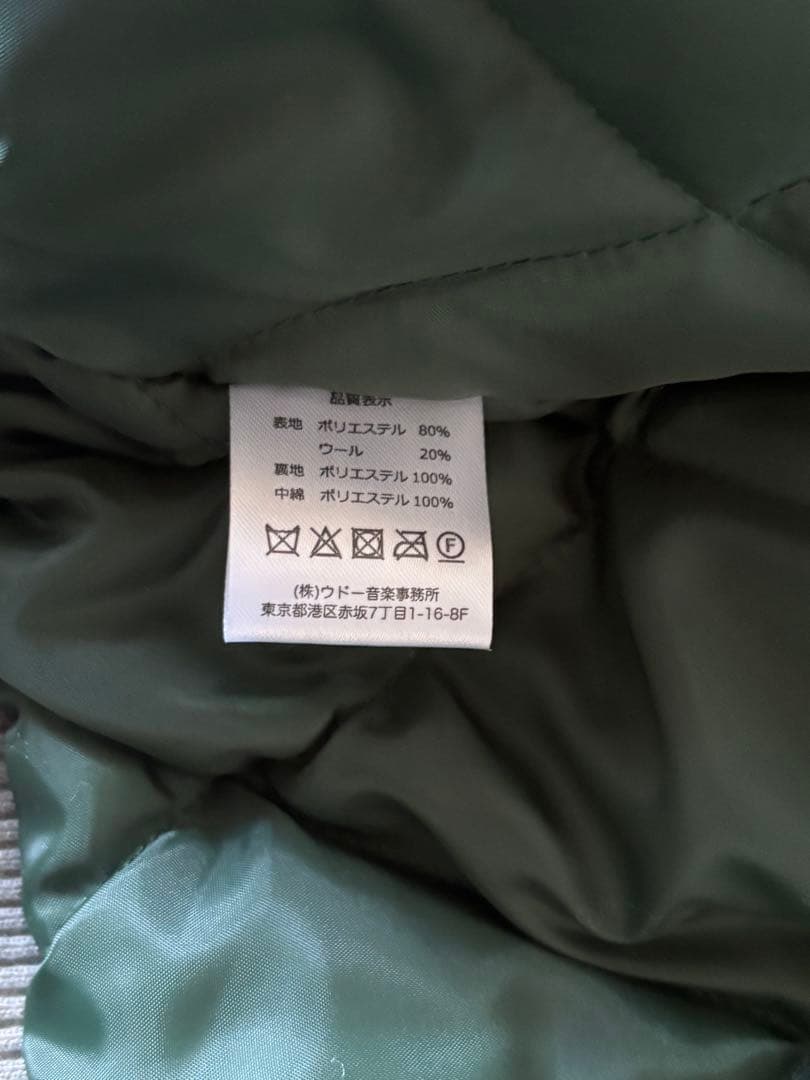 品質表示
表地 ポリエステル 80%
ウール 20%
裏地 ポリエステル 100%
中綿 ポリエステル 100%
F
(株)ウドー音楽事務所
東京都港区赤坂7丁目1-16-8F